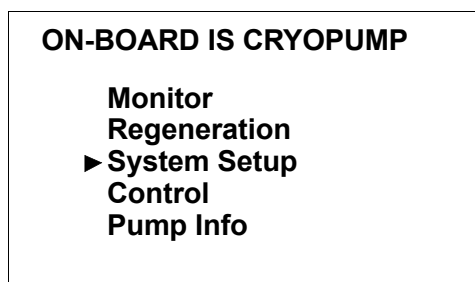 ON-BOARD IS CRYOPUMP
Monitor
Regeneration
►System Setup
Control
Pump Info